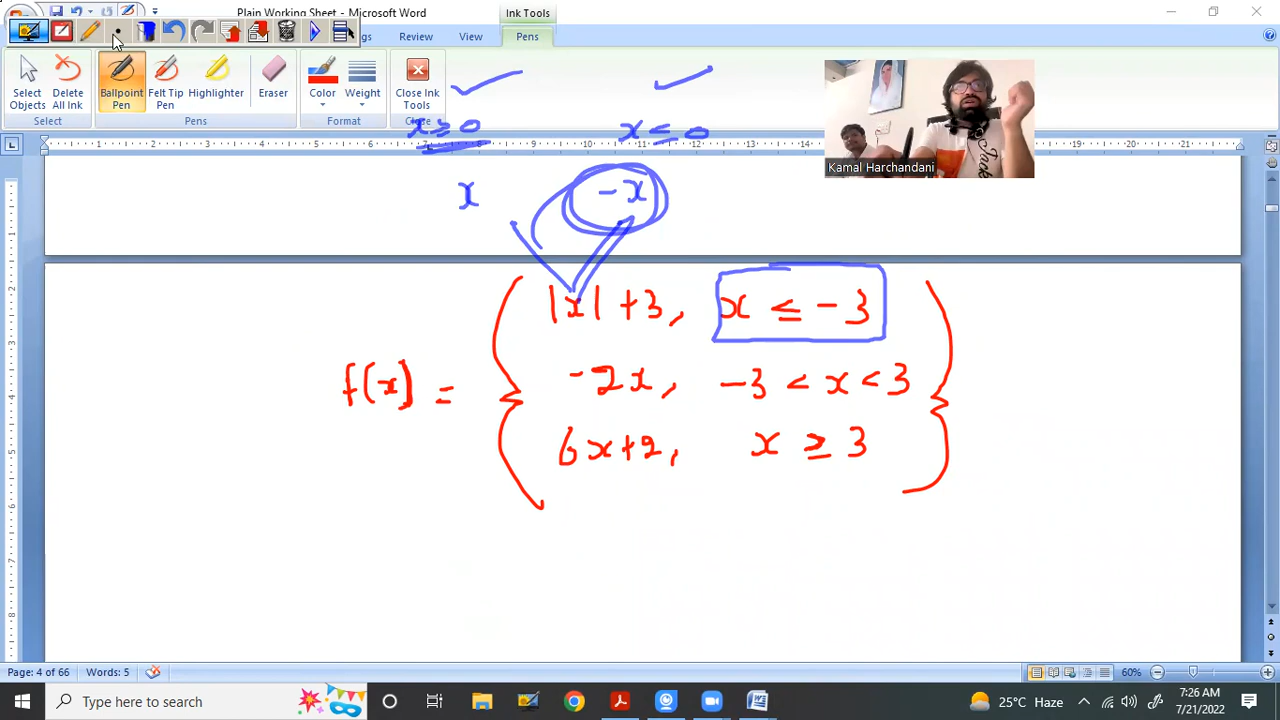 Plain Working Sheet - Microsoft Word
Ink Tools
Review View Pens
Select Objects
Delete All Ink
Ballpoint Pen
Felt Tip Pen
Highlighter
Eraser
Color
Weight
Close Ink Tools
Select
Pens
Format
Close
x ≥ 0 x ≤ 0
x -x
Kamal Harchandani
|x| + 3, x ≤ -3
f(x) = -2x, -3 < x < 3
6x+2, x ≥ 3
Page: 4 of 66 Words: 5 60%
Type here to search
25°C Haze
7:26 AM
7/21/2022